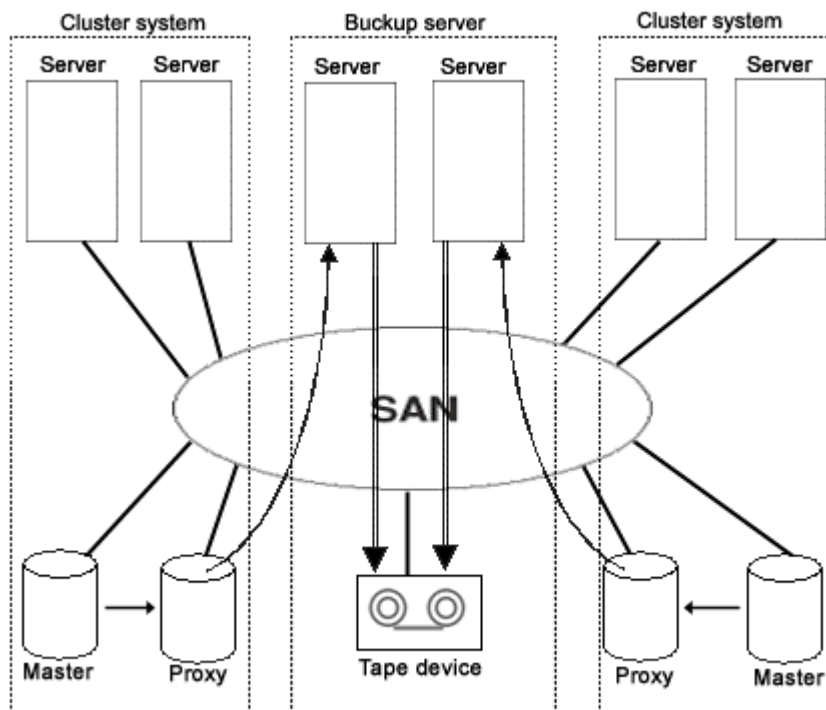 Cluster system
Buckup server
Cluster system
Server
Server
Server
Server
Server
Server
SAN
Master
Proxy
Tape device
Proxy
Master